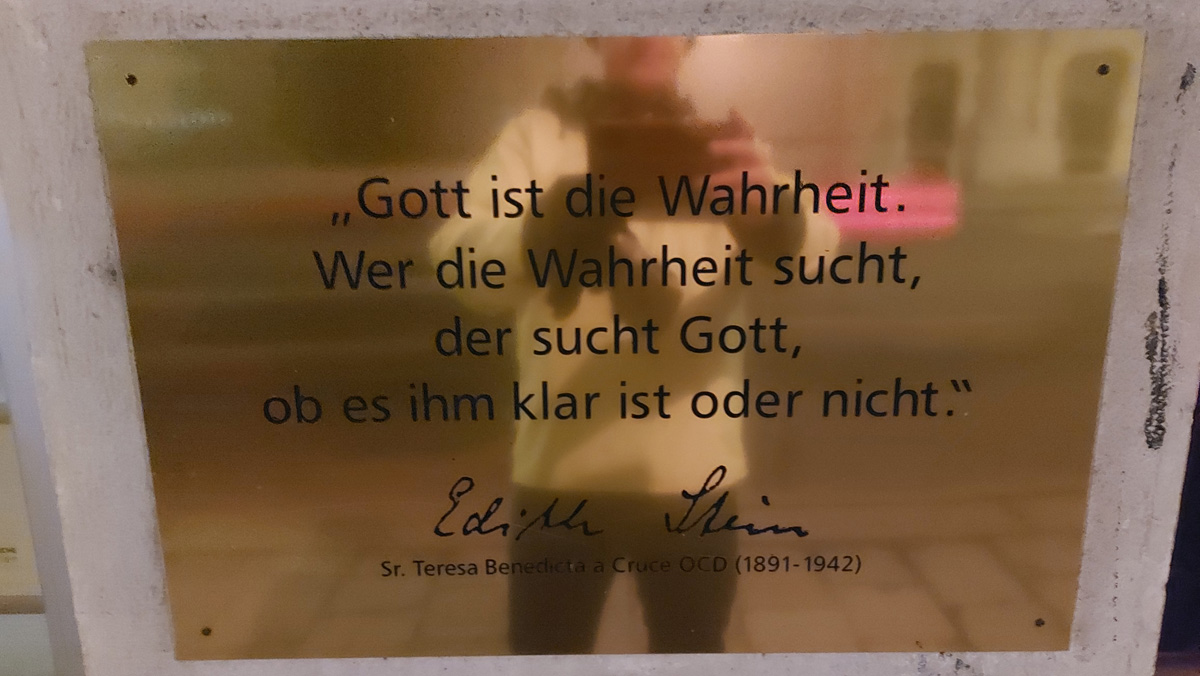 „Gott ist die Wahrheit.
Wer die Wahrheit sucht,
der sucht Gott,
ob es ihm klar ist oder nicht.“
Edith Stein
Sr. Teresa Benedicta a Cruce OCD (1891-1942)